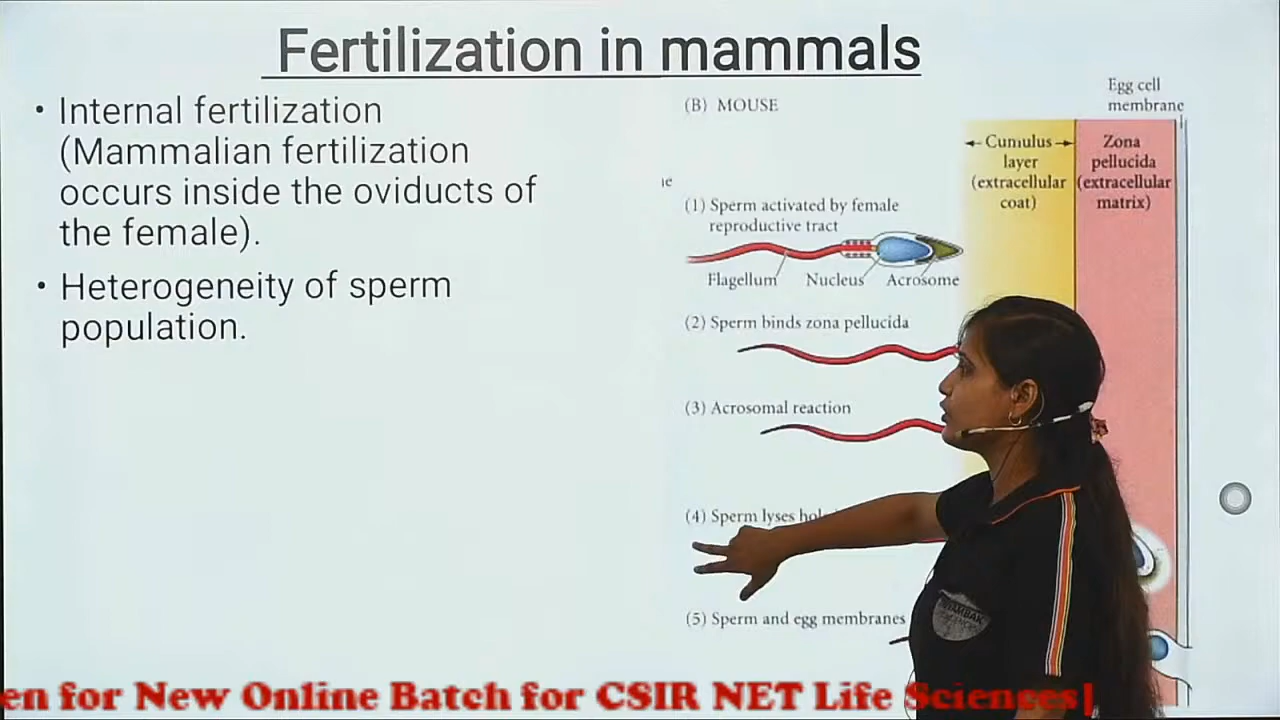 Fertilization in mammals
• Internal fertilization
(Mammalian fertilization
occurs inside the oviducts of
the female).
• Heterogeneity of sperm
population.
(B) MOUSE
Egg cell
membrane
Cumulus
layer
(extracellular
coat)
Zona
pellucida
(extracellular
matrix)
(1) Sperm activated by female
reproductive tract
Flagellum Nucleus Acrosome
(2) Sperm binds zona pellucida
(3) Acrosomal reaction
(4) Sperm lyses
(5) Sperm and egg membranes
for New Online Batch for CSIR NET Life Sciences|